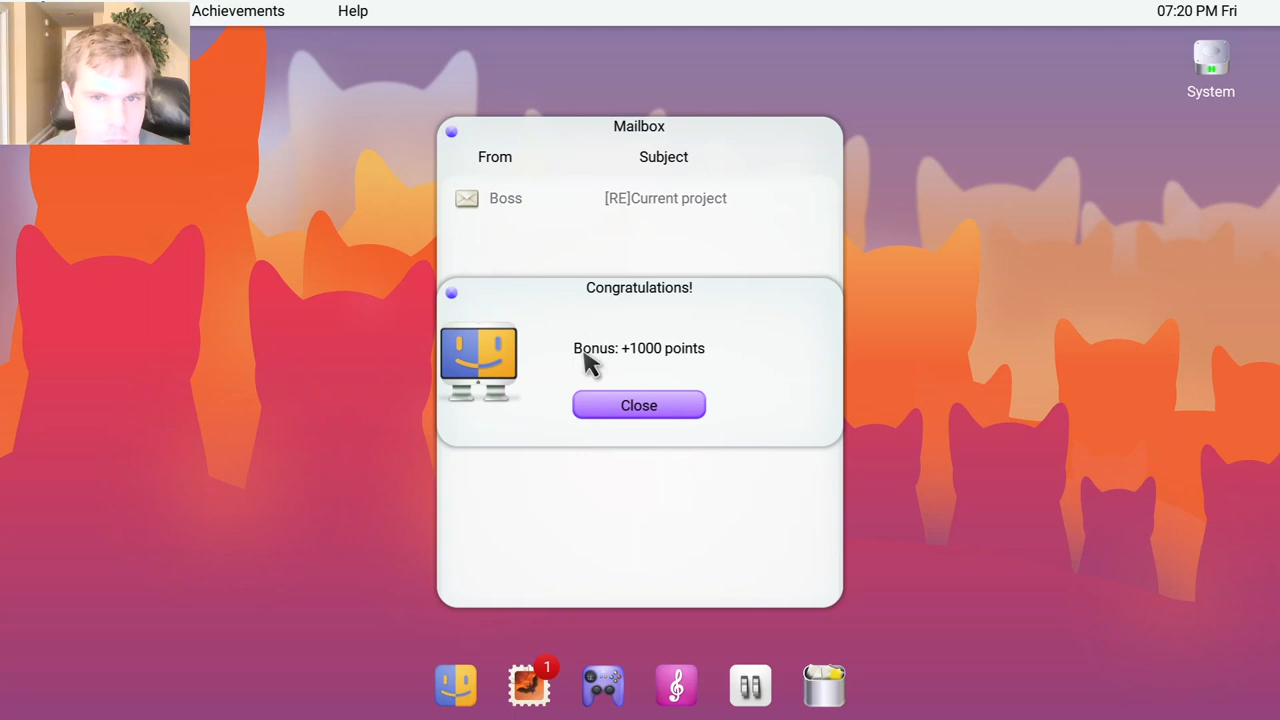 Achievements Help 07:20 PM Fri
System
Mailbox
From Subject
Boss [RE]Current project
Congratulations!
Bonus: +1000 points
Close
1